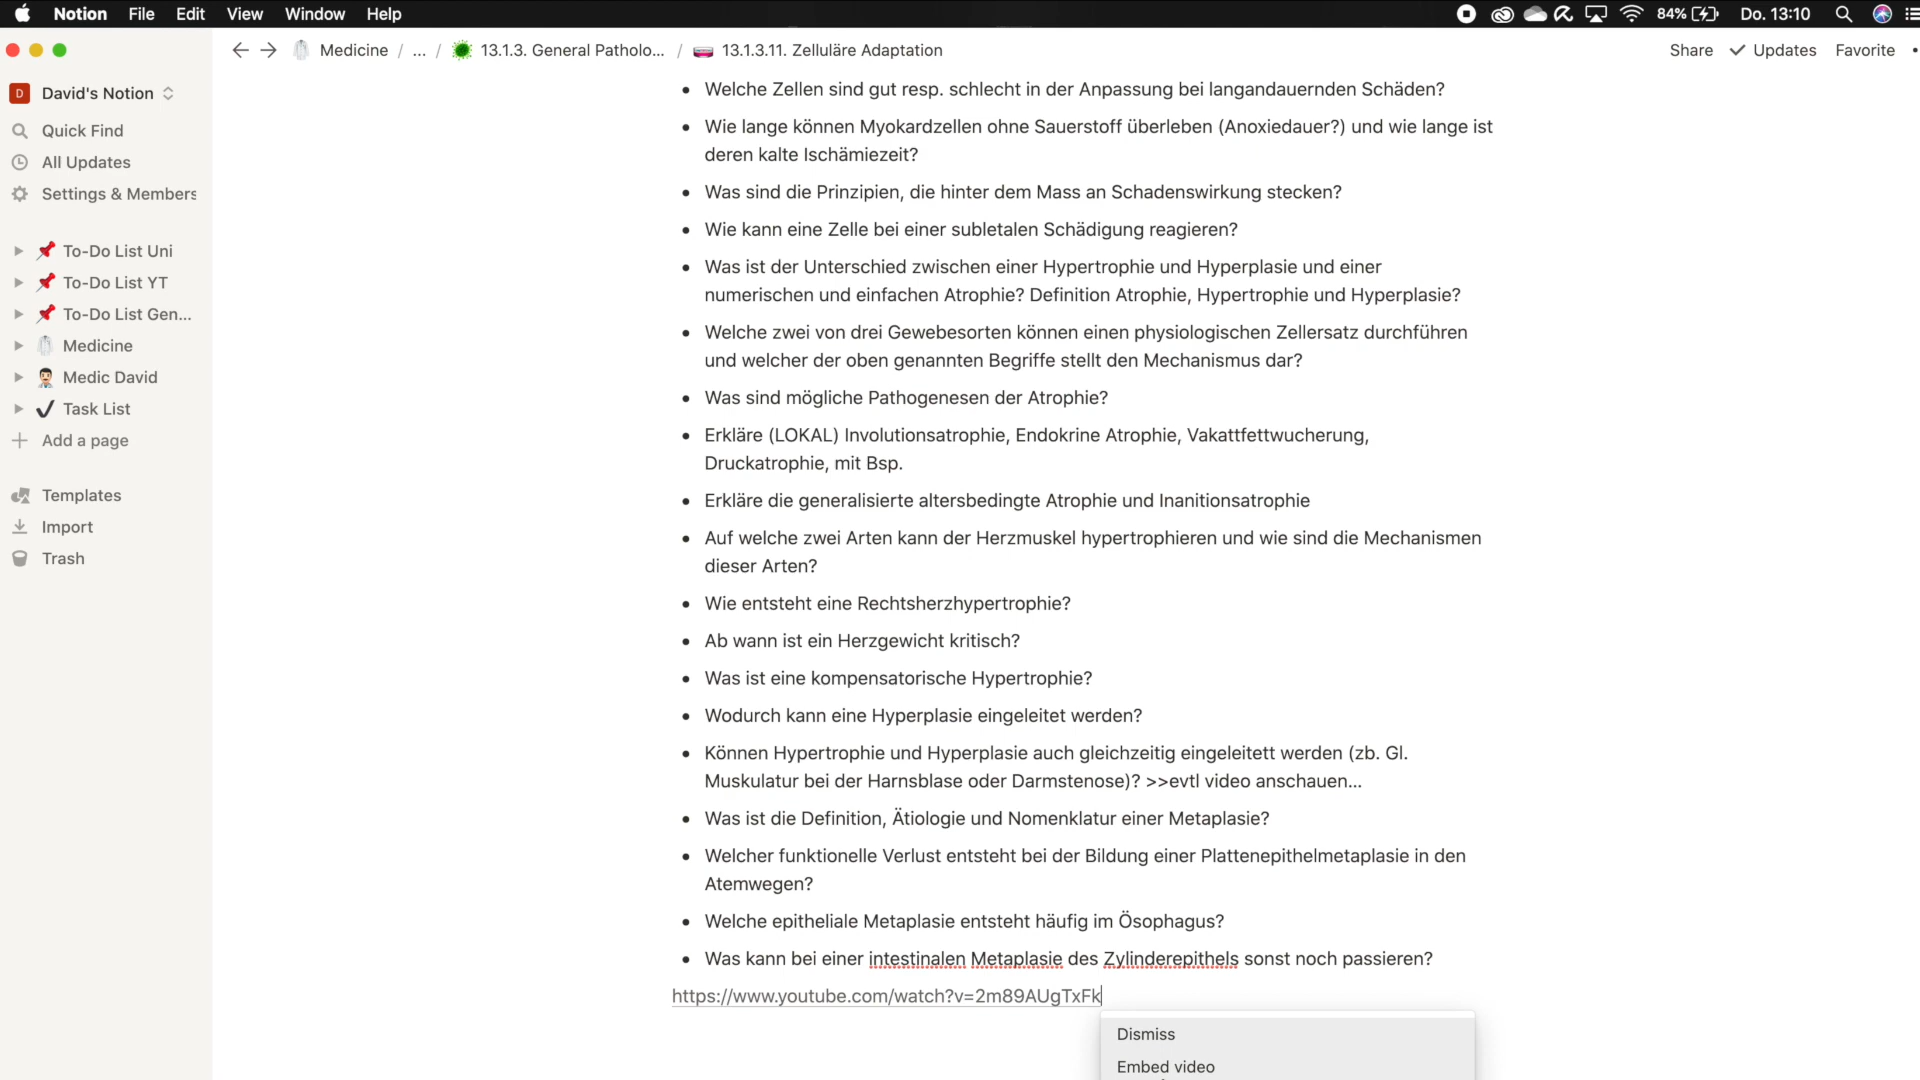 Notion File Edit View Window Help 84% Do. 13:10
Medicine / ... / 13.1.3. General Patholo... / 13.1.3.11. Zelluläre Adaptation Share Updates Favorite
D David's Notion
Quick Find
All Updates
Settings & Members
To-Do List Uni
To-Do List YT
To-Do List Gen...
Medicine
Medic David
Task List
Add a page
Templates
Import
Trash
Welche Zellen sind gut resp. schlecht in der Anpassung bei langandauernden Schäden?
Wie lange können Myokardzellen ohne Sauerstoff überleben (Anoxiedauer?) und wie lange ist
deren kalte Ischämiezeit?
Was sind die Prinzipien, die hinter dem Mass an Schadenswirkung stecken?
Wie kann eine Zelle bei einer subletalen Schädigung reagieren?
Was ist der Unterschied zwischen einer Hypertrophie und Hyperplasie und einer
numerischen und einfachen Atrophie? Definition Atrophie, Hypertrophie und Hyperplasie?
Welche zwei von drei Gewebesorten können einen physiologischen Zellersatz durchführen
und welcher der oben genannten Begriffe stellt den Mechanismus dar?
Was sind mögliche Pathogenesen der Atrophie?
Erkläre (LOKAL) Involutionsatrophie, Endokrine Atrophie, Vakattfettwucherung,
Druckatrophie, mit Bsp.
Erkläre die generalisierte altersbedingte Atrophie und Inanitionsatrophie
Auf welche zwei Arten kann der Herzmuskel hypertrophieren und wie sind die Mechanismen
dieser Arten?
Wie entsteht eine Rechtsherzhypertrophie?
Ab wann ist ein Herzgewicht kritisch?
Was ist eine kompensatorische Hypertrophie?
Wodurch kann eine Hyperplasie eingeleitet werden?
Können Hypertrophie und Hyperplasie auch gleichzeitig eingeleitett werden (zb. Gl.
Muskulatur bei der Harnsblase oder Darmstenose)? >>evtl video anschauen...
Was ist die Definition, Ätiologie und Nomenklatur einer Metaplasie?
Welcher funktionelle Verlust entsteht bei der Bildung einer Plattenepithelmetaplasie in den
Atemwegen?
Welche epitheliale Metaplasie entsteht häufig im Ösophagus?
Was kann bei einer intestinalen Metaplasie des Zylinderepithels sonst noch passieren?
https://www.youtube.com/watch?v=2m89AUgTxFk
Dismiss
Embed video